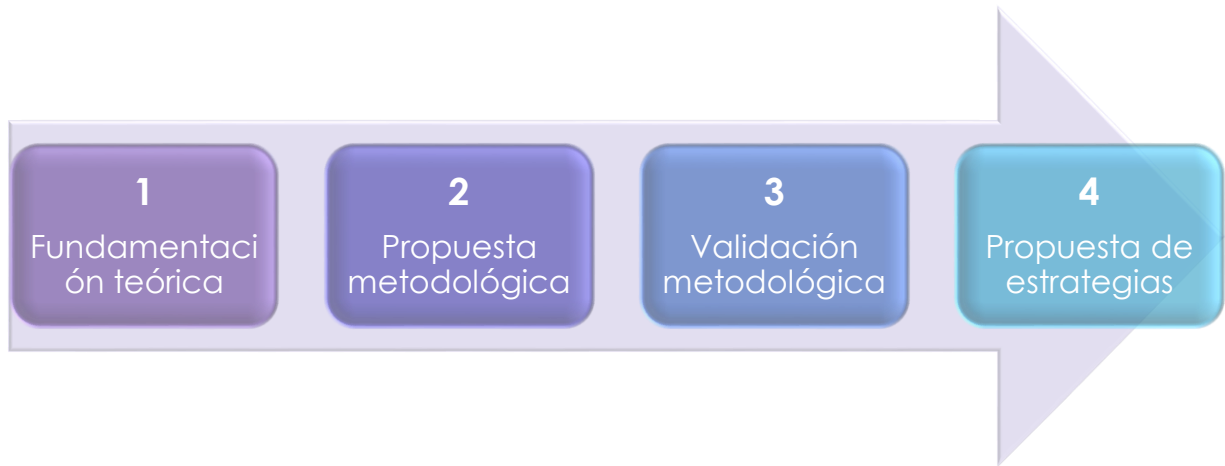 1
Fundamentaci
ón teórica
2
Propuesta
metodológica
3
Validación
metodológica
4
Propuesta de
estrategias